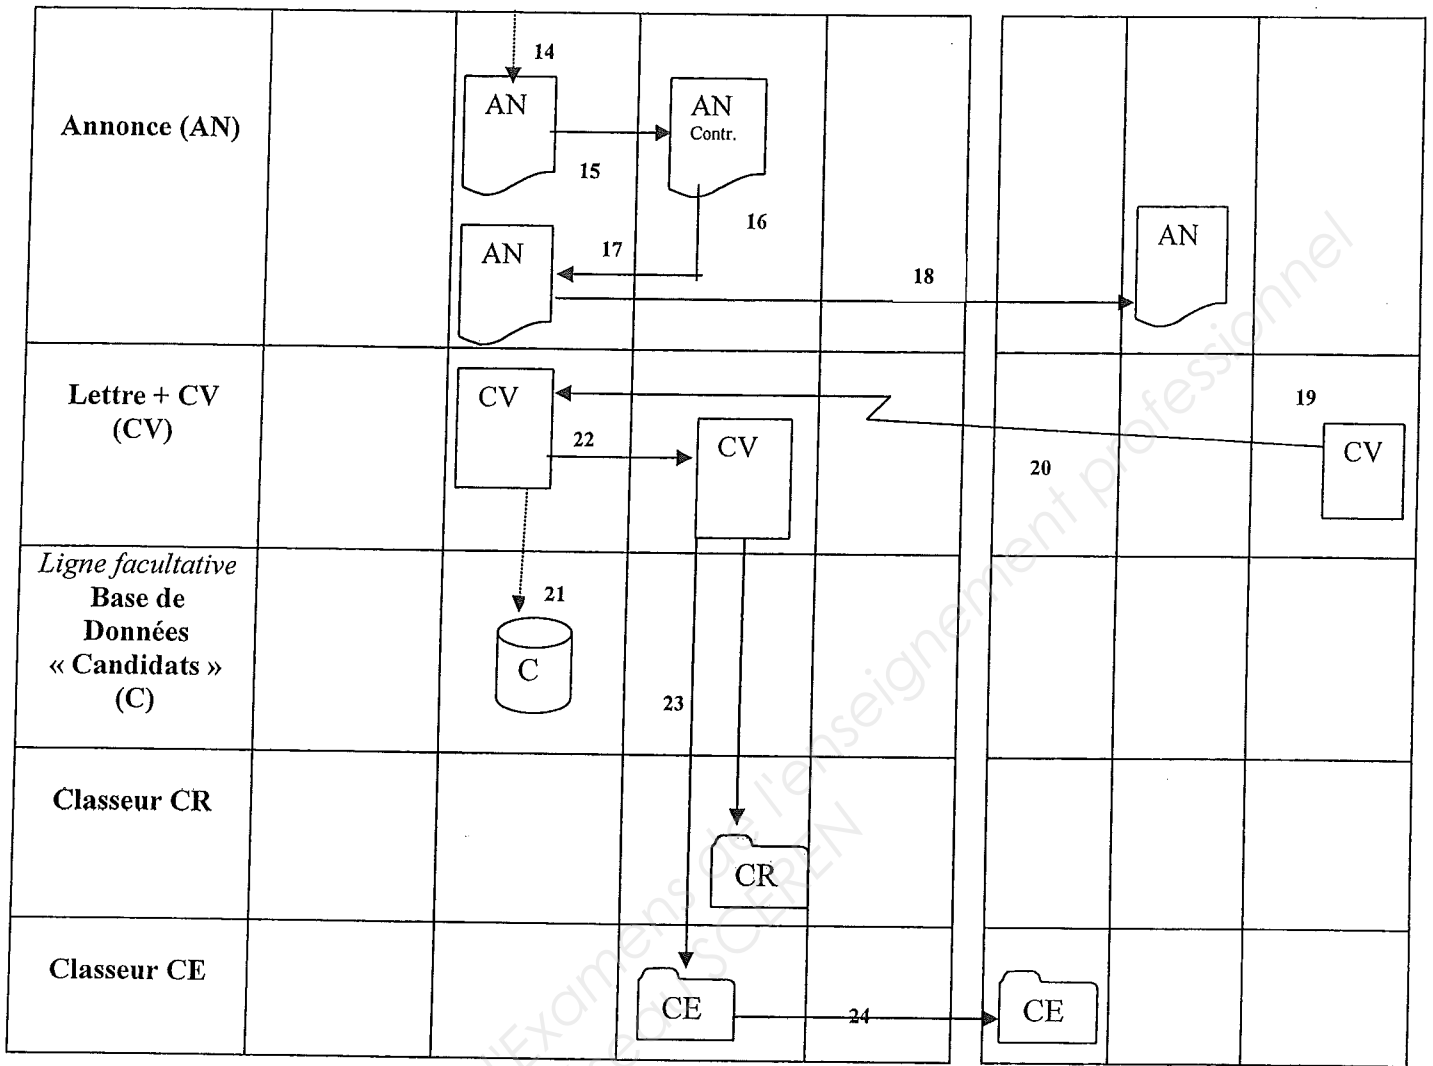 14
AN
AN
Annonce (AN)
Contr.
15
16
AN
AN
17
18
Lettre + CV
(CV)
CV
19
22
CV
CV
20
Ligne facultative
Base de
Données
« Candidats »
(C)
21
C
23
Classeur CR
CR
Classeur CE
CE
24
CE
Examens de l'enseignement professionnel
SCEREN